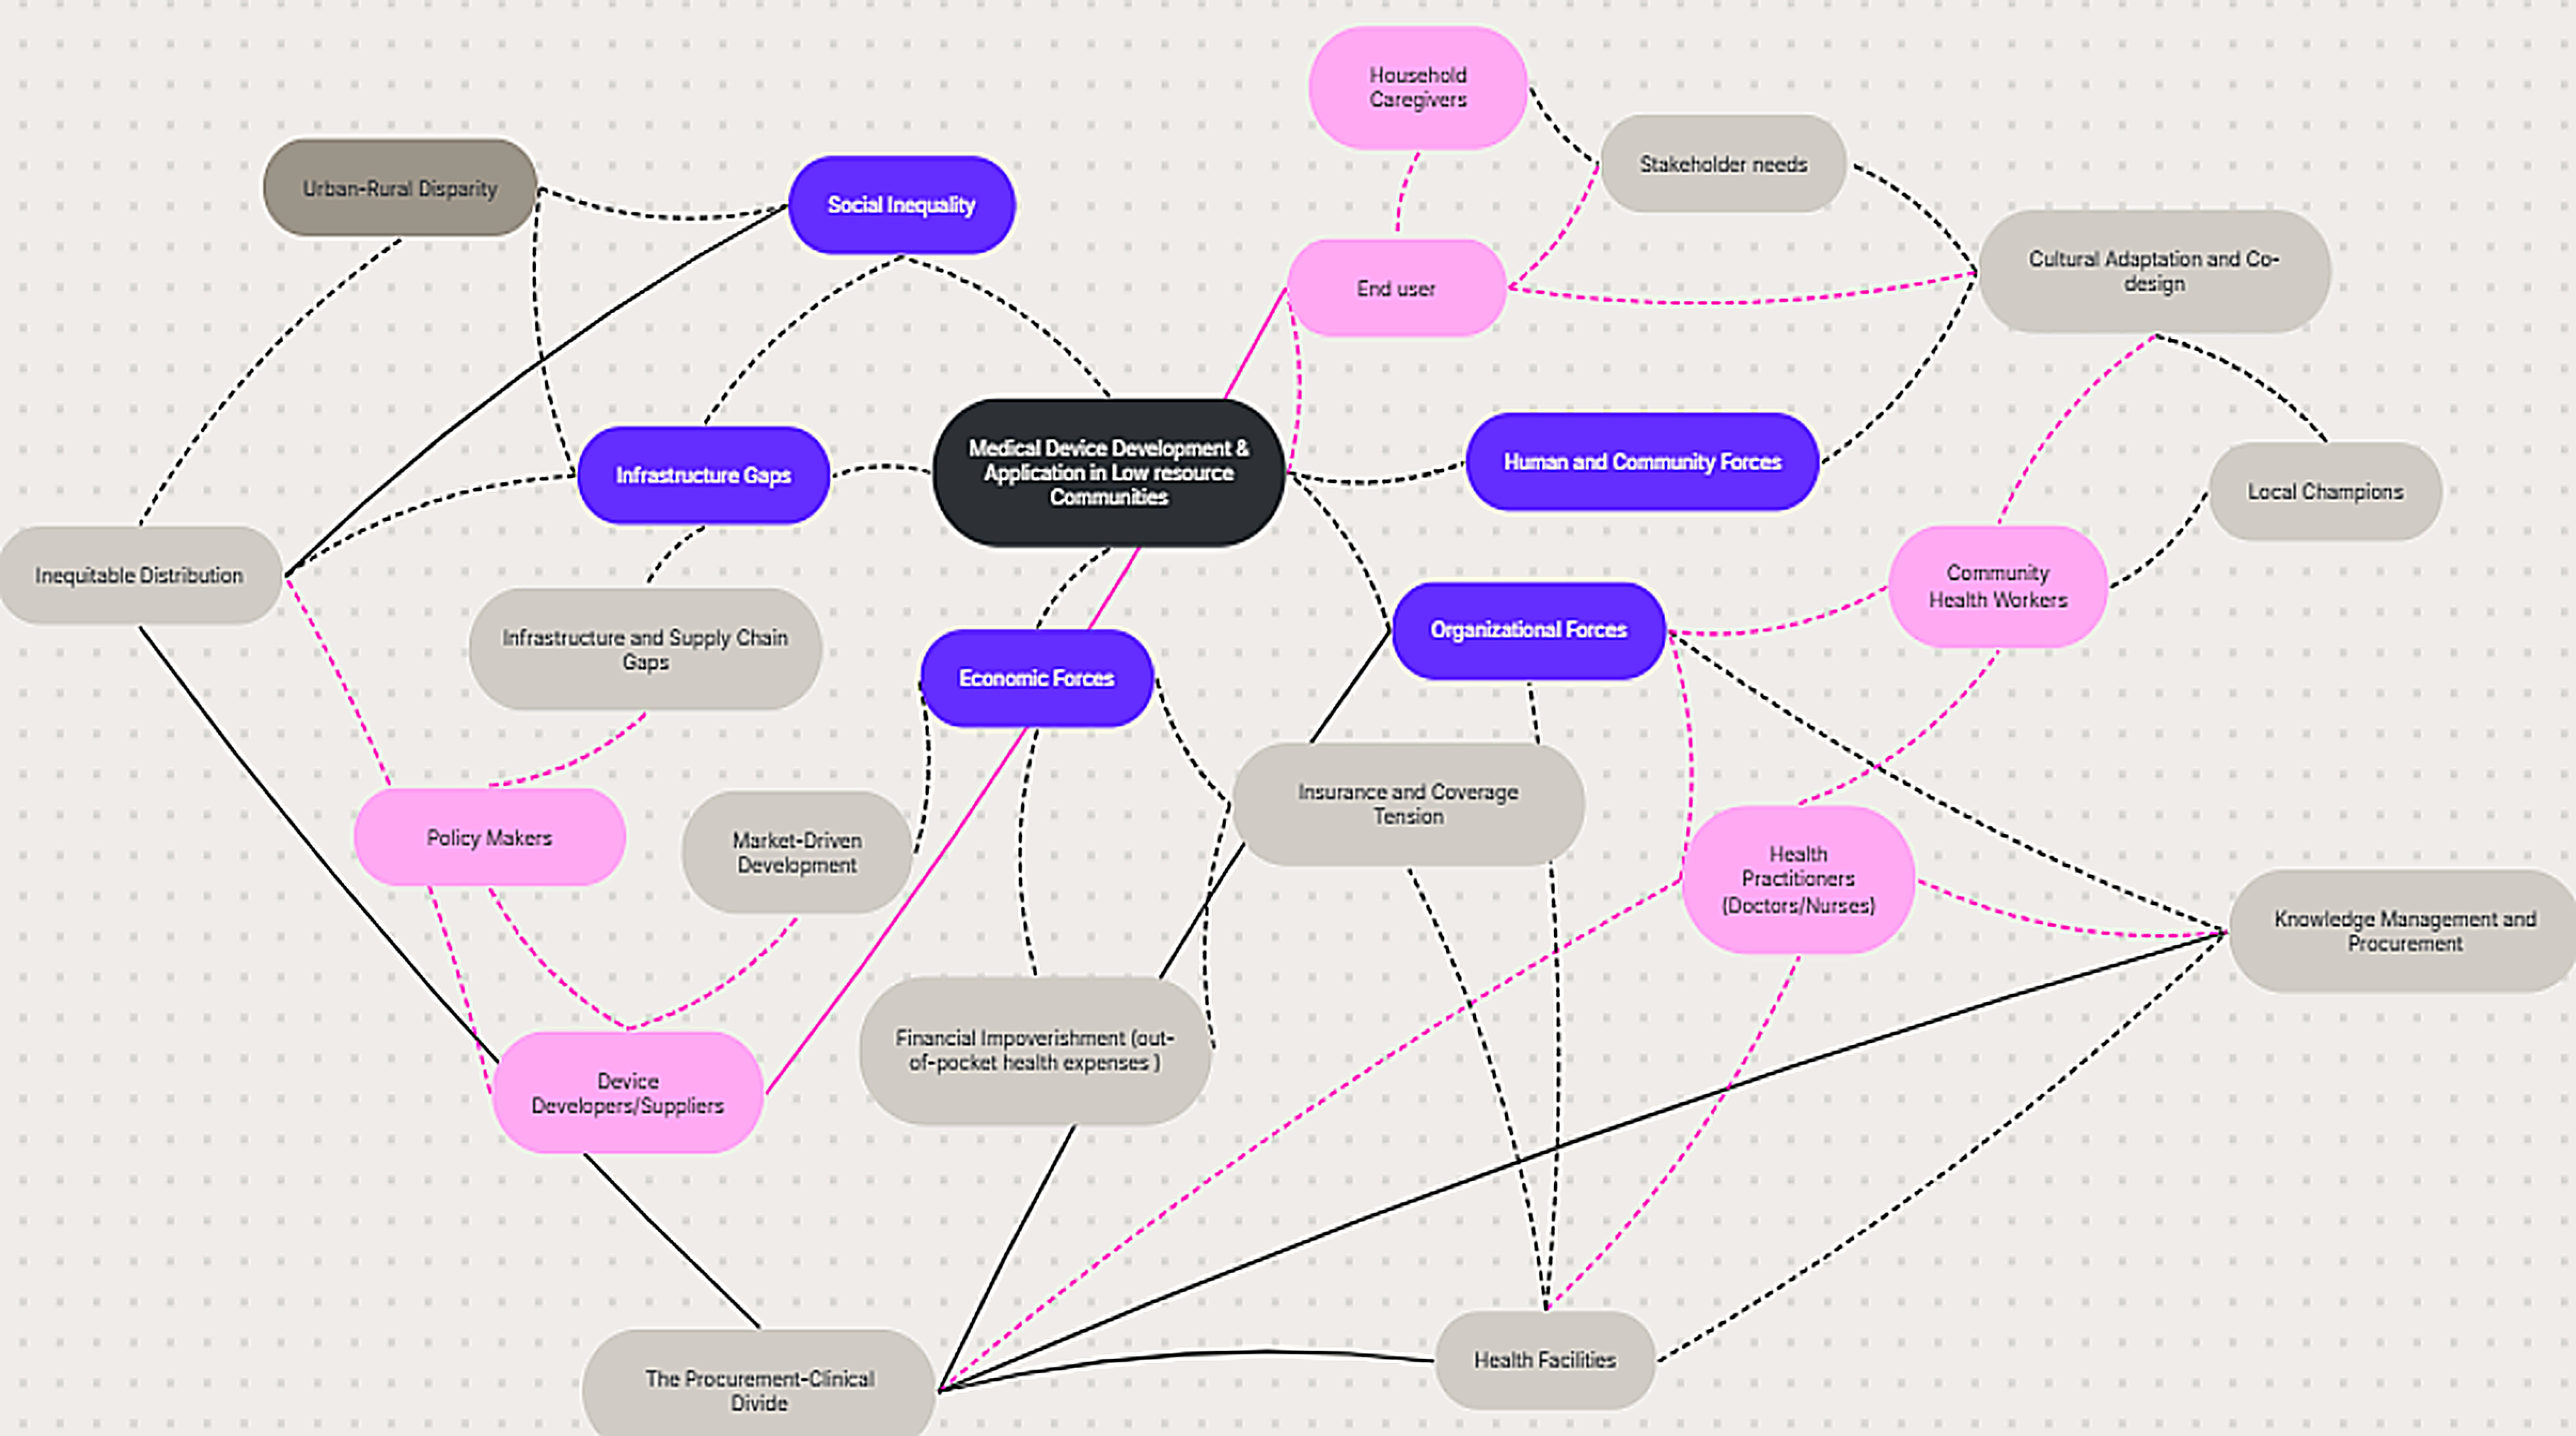 Household
Caregivers
Stakeholder needs
Urban-Rural Disparity
Social Inequality
Cultural Adaptation and Co-
design
End user
Medical Device Development &
Application in Low resource
Communities
Human and Community Forces
Infrastructure Gaps
Local Champions
Inequitable Distribution
Community
Health Workers
Infrastructure and Supply Chain
Gaps
Organizational Forces
Economic Forces
Insurance and Coverage
Tension
Policy Makers
Market-Driven
Development
Health
Practitioners
(Doctors/Nurses)
Knowledge Management and
Procurement
Financial Impoverishment (out-
of-pocket health expenses )
Device
Developers/Suppliers
Health Facilities
The Procurement-Clinical
Divide